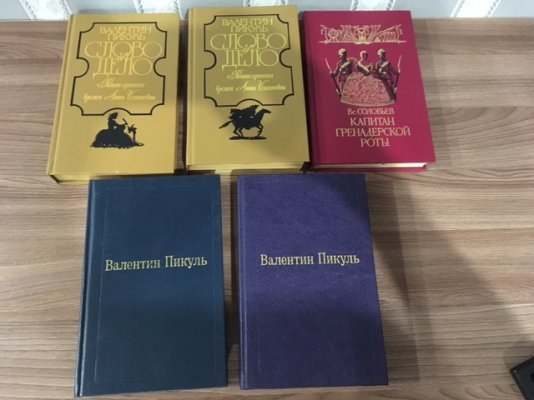 ВАЛЕНТИН
ПИКУЛЬ
СЛОВО
И
ДЕЛО
ВАЛЕНТИН
ПИКУЛЬ
СЛОВО
И
ДЕЛО
Вс. СОЛОВЬЕВ
КАПИТАН
ГРЕНАДЕРСКОЙ
РОТЫ
Валентин Пикуль
Валентин Пикуль